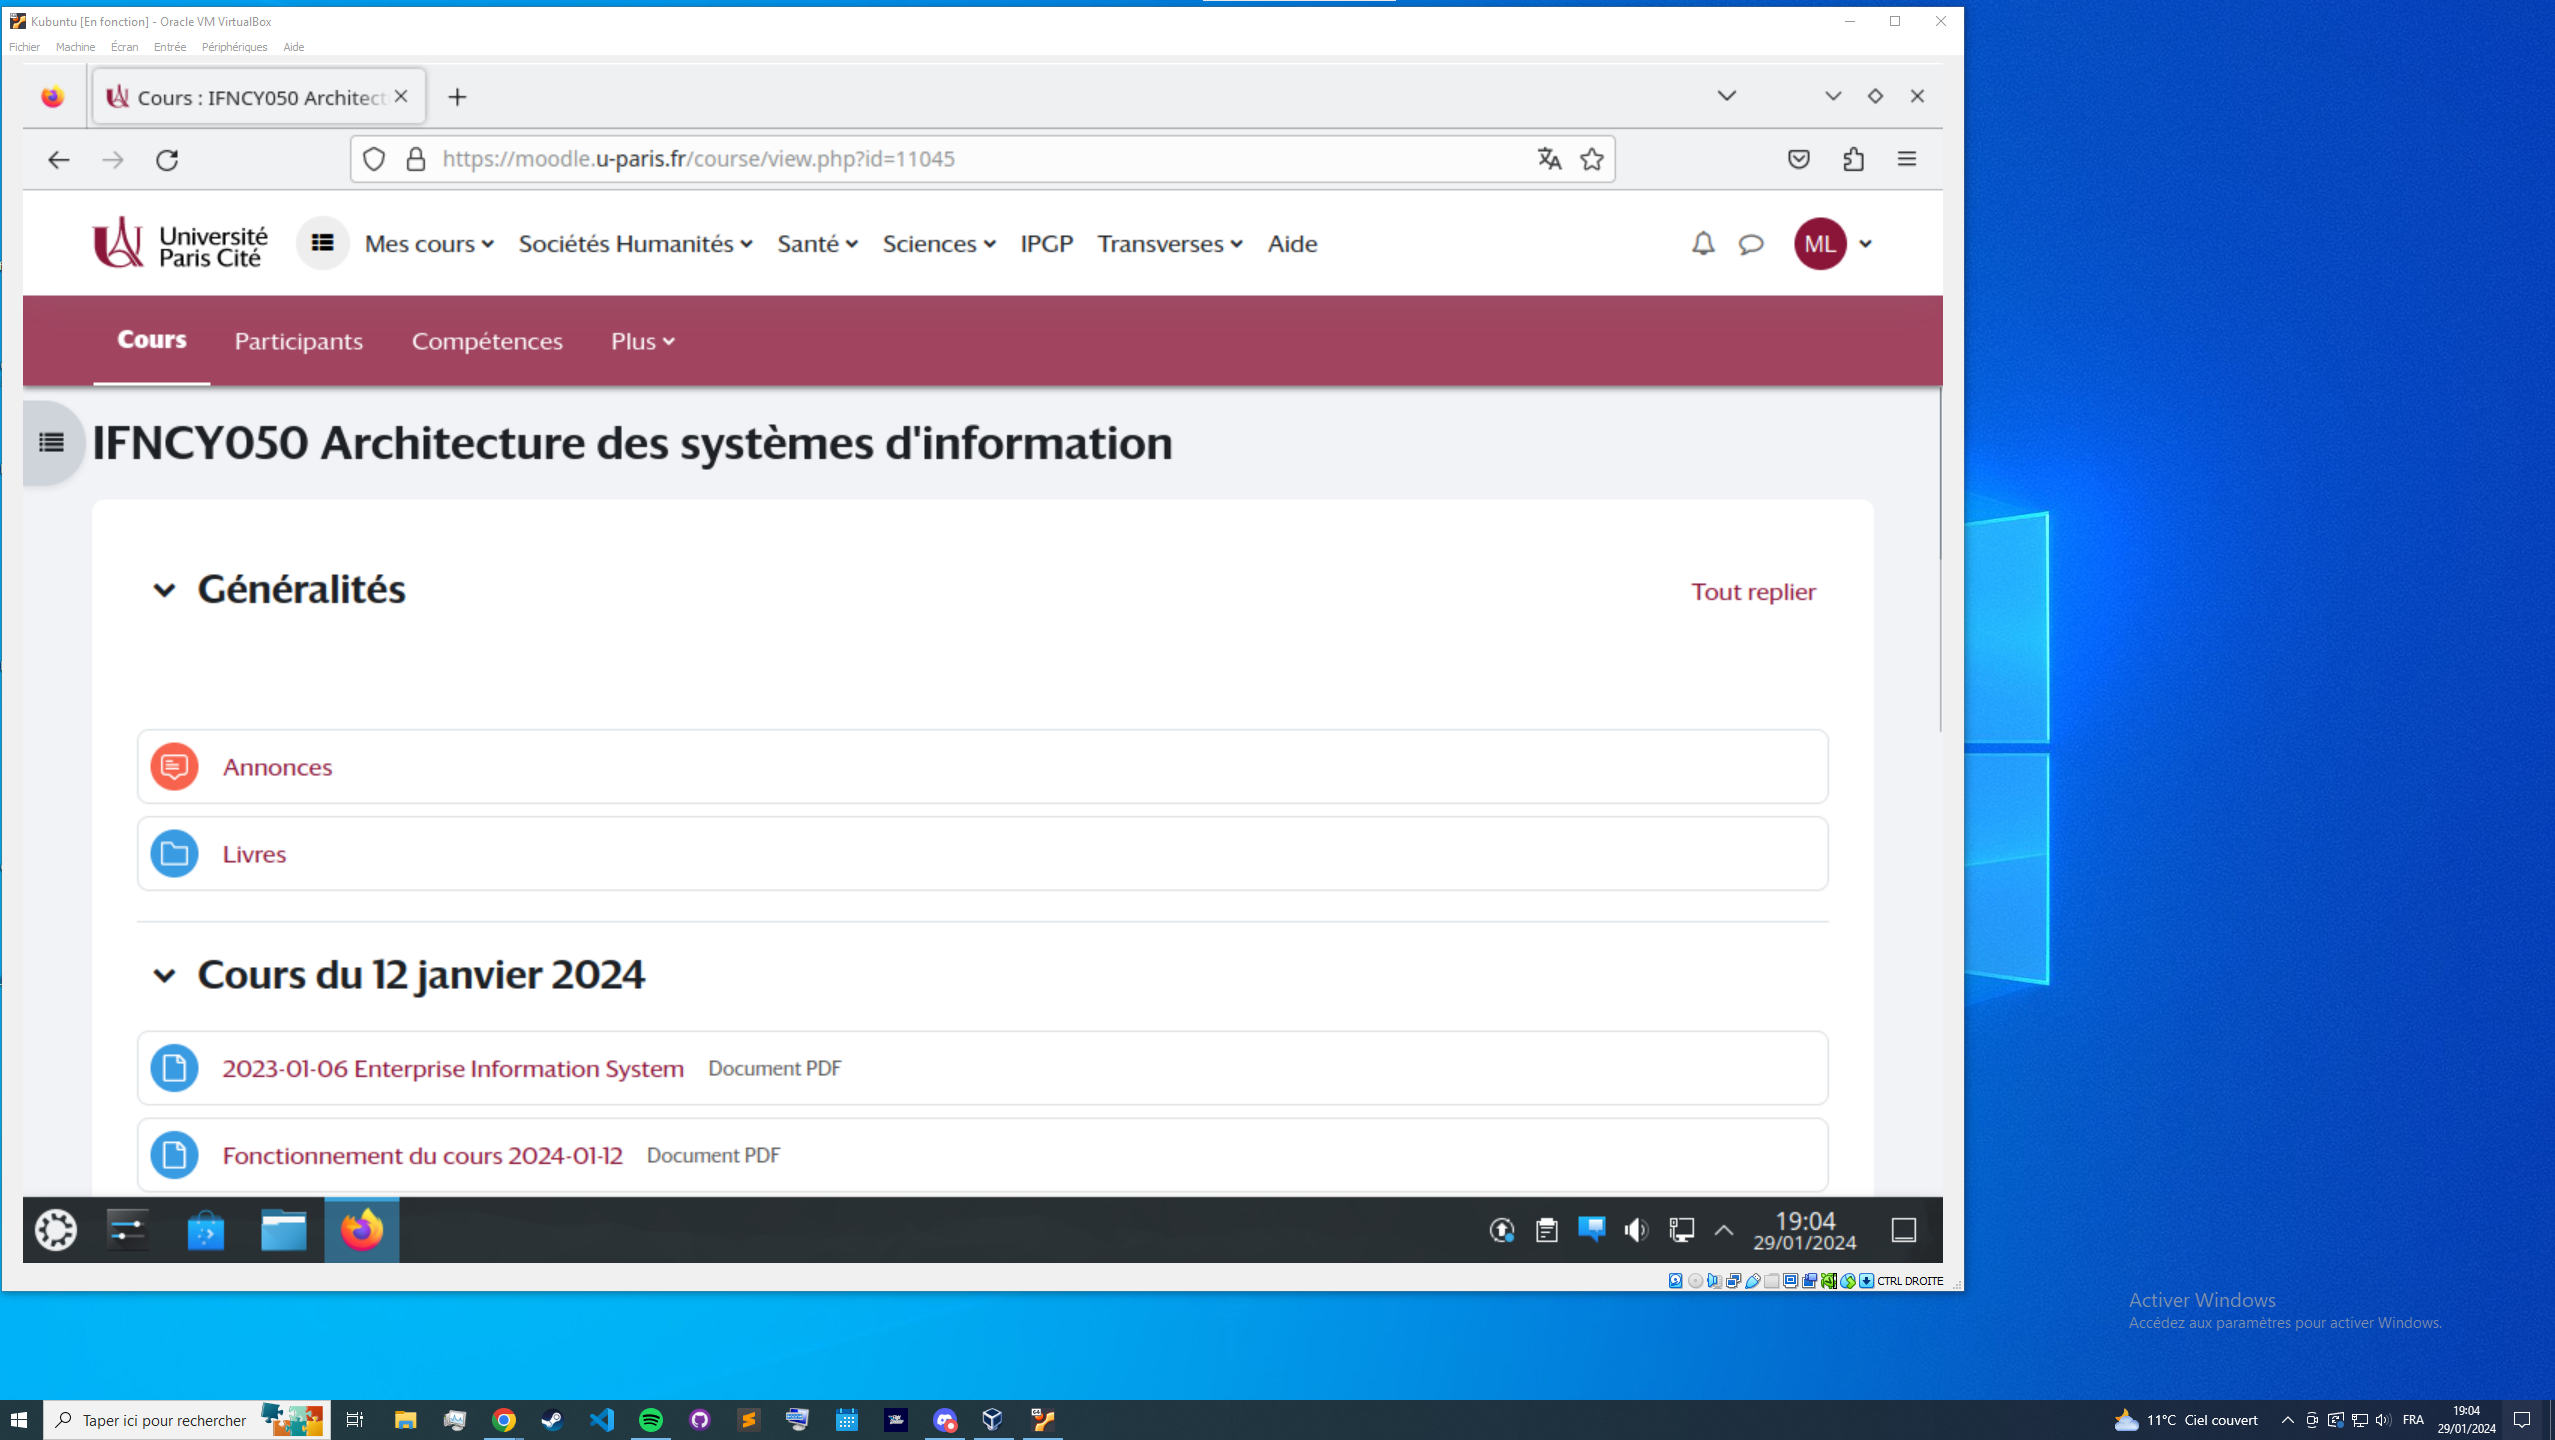 Kubuntu [En fonction] - Oracle VM VirtualBox
Fichier Machine Écran Entrée Périphériques Aide
Cours : IFNCY050 Architect
https://moodle.u-paris.fr/course/view.php?id=11045
Université
Paris Cité
Mes cours Sociétés Humanités Santé Sciences IPGP Transverses Aide
ML
Cours Participants Compétences Plus
IFNCY050 Architecture des systèmes d'information
Généralités
Tout replier
Annonces
Livres
Cours du 12 janvier 2024
2023-01-06 Enterprise Information System Document PDF
Fonctionnement du cours 2024-01-12 Document PDF
19:04
29/01/2024
CTRL DROITE
Activer Windows
Accédez aux paramètres pour activer Windows.
Taper ici pour rechercher
11°C Ciel couvert
FRA
19:04
29/01/2024